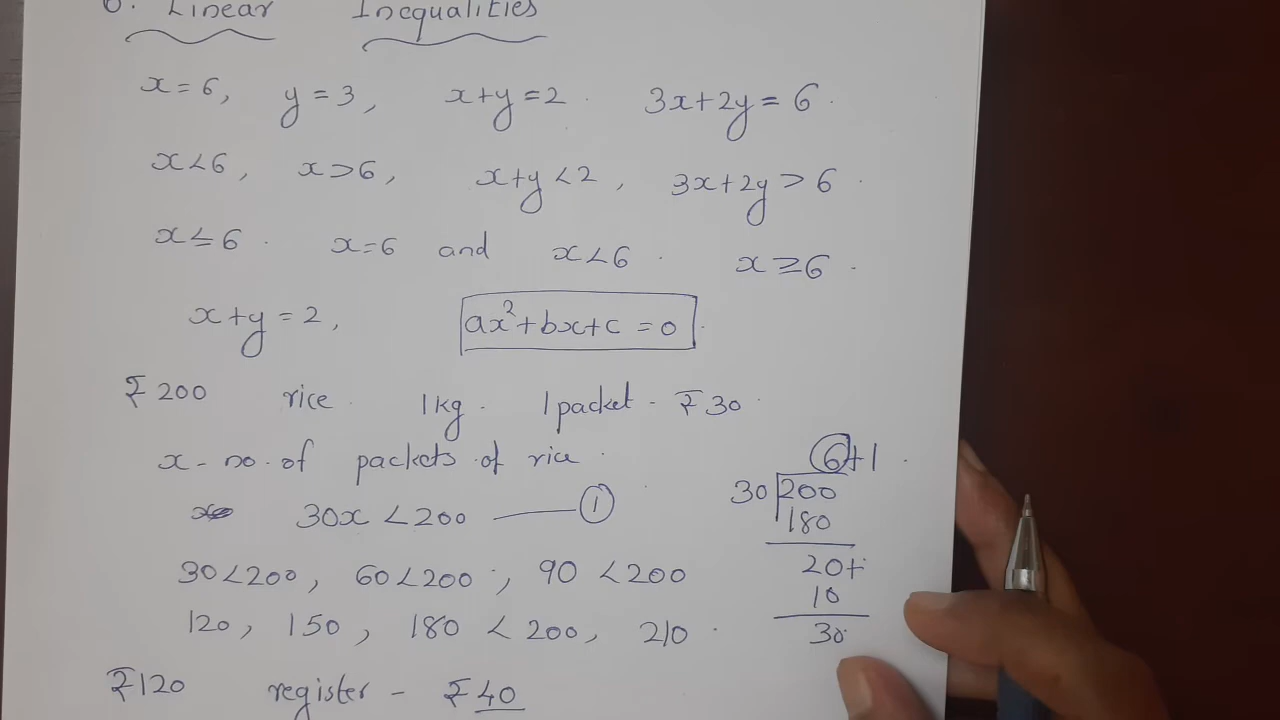 6. Linear Inequalities
x = 6, y = 3, x+y = 2. 3x+2y = 6.
x<6, x>6, x+y<2, 3x+2y > 6.
x ≤ 6. x=6 and x<6. x ≥ 6.
x+y = 2, ax²+bx+c = 0.
₹200 rice. 1kg. 1 packet - ₹30.
x - no. of packets of rice.
30x < 200 —— ①
30<200, 60<200, 90 <200
120, 150, 180 < 200, 210.
₹120 register - ₹40
6+1.
30 200
180
20+
10
30